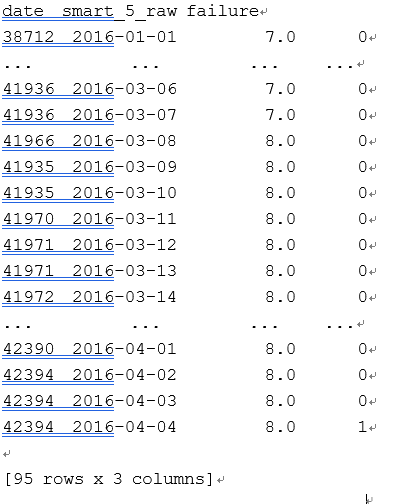 date smart_5_raw failure
38712 2016-01-01 7.0 0
... ... ... ...
41936 2016-03-06 7.0 0
41936 2016-03-07 7.0 0
41966 2016-03-08 8.0 0
41935 2016-03-09 8.0 0
41935 2016-03-10 8.0 0
41970 2016-03-11 8.0 0
41971 2016-03-12 8.0 0
41971 2016-03-13 8.0 0
41972 2016-03-14 8.0 0
... ... ... ...
42390 2016-04-01 8.0 0
42394 2016-04-02 8.0 0
42394 2016-04-03 8.0 0
42394 2016-04-04 8.0 1
[95 rows x 3 columns]